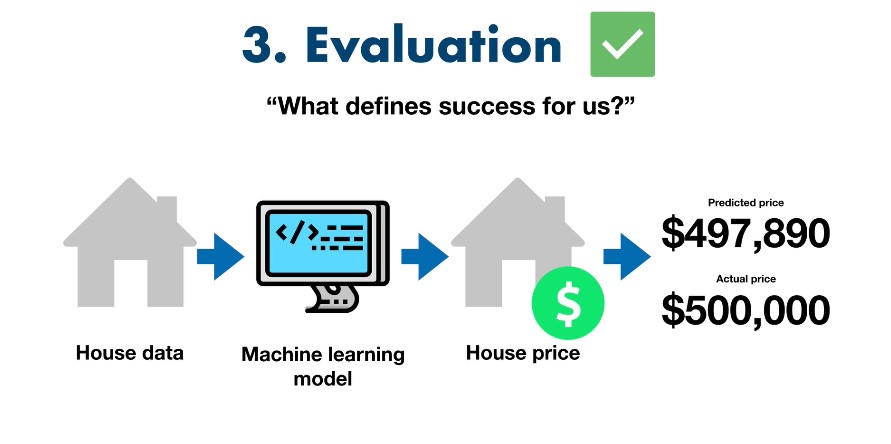 3. Evaluation
“What defines success for us?”
</>
$
Predicted price
$497,890
Actual price
$500,000
House data
Machine learning
model
House price